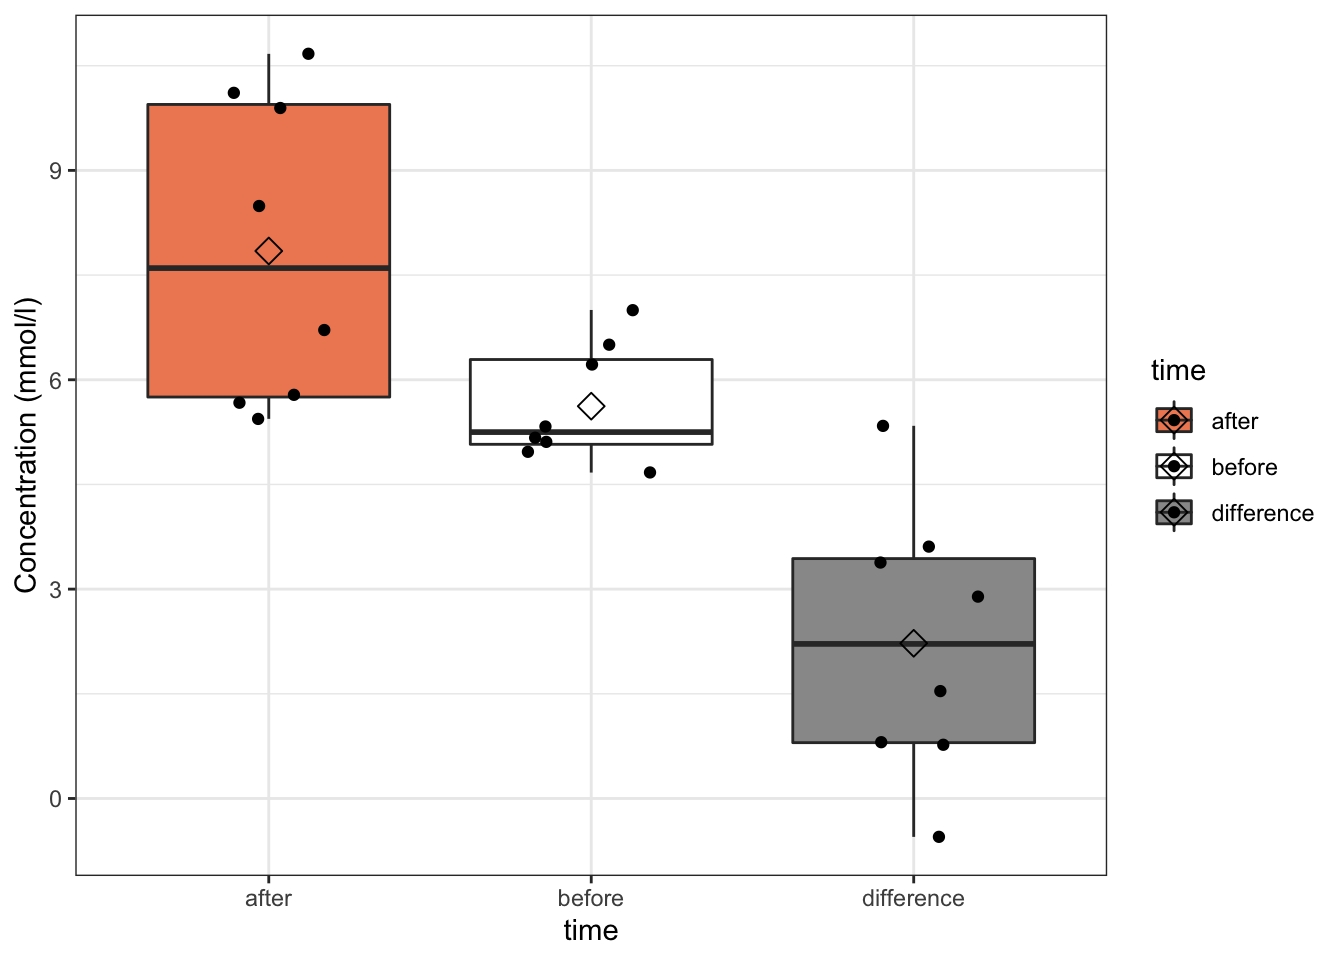 Concentration (mmol/l)
9
6
3
0
after
before
difference
time
time
after
before
difference